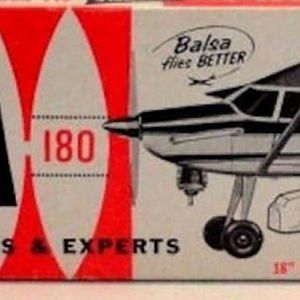 Balsa
flies BETTER
180
S & EXPERTS
18"